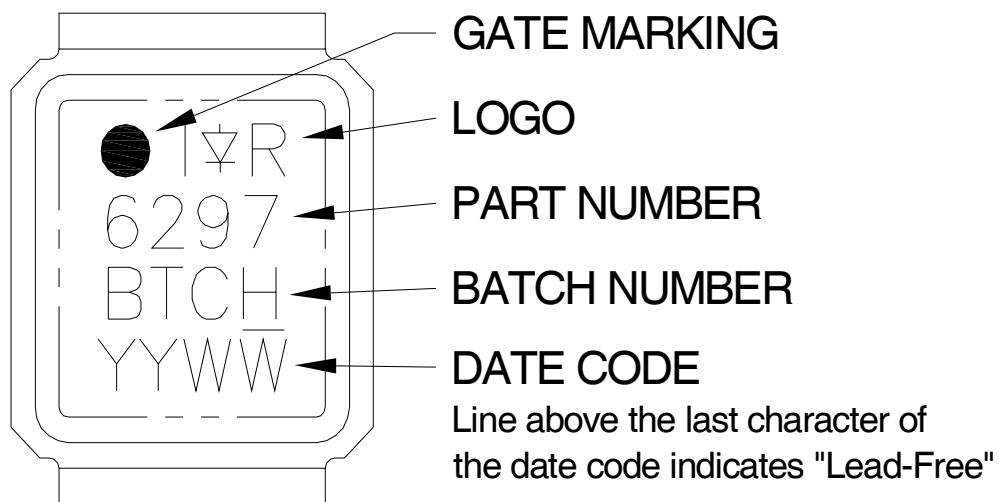 GATE MARKING
I R
LOGO
6297
PART NUMBER
BTCH
BATCH NUMBER
YYWW
DATE CODE
Line above the last character of
the date code indicates "Lead-Free"